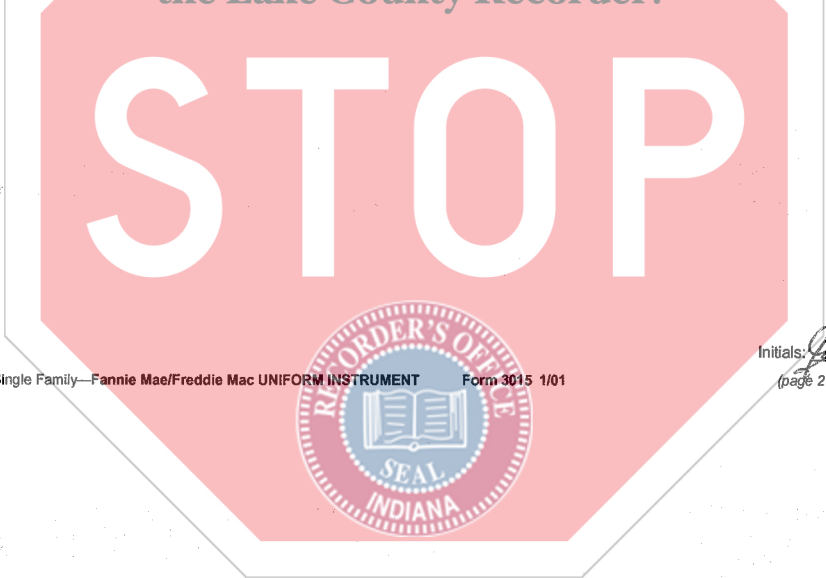 the Lake County Recorder!
STOP
Initials:
ingle Family—Fannie Mae/Freddie Mac UNIFORM INSTRUMENT Form 3015 1/01
(page 2
RECORDER'S OFFICE
SEAL
INDIANA